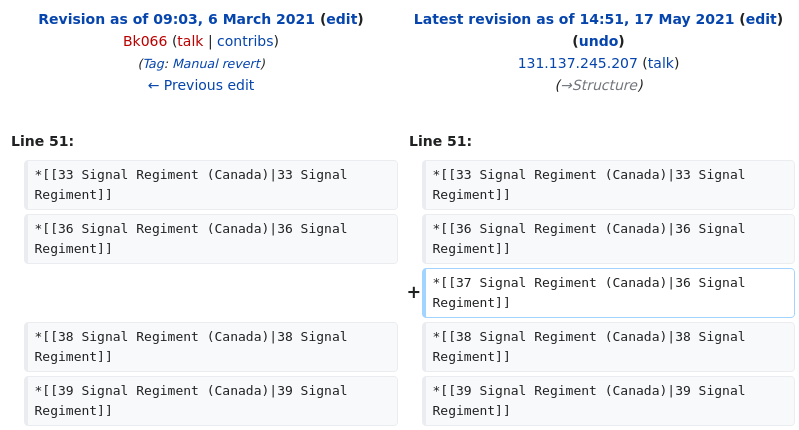 Revision as of 09:03, 6 March 2021 (edit)
Bk066 (talk | contribs)
(Tag: Manual revert)
← Previous edit
Latest revision as of 14:51, 17 May 2021 (edit)
(undo)
131.137.245.207 (talk)
(→Structure)
Line 51:
Line 51:
*[[33 Signal Regiment (Canada)|33 Signal
Regiment]]
*[[33 Signal Regiment (Canada)|33 Signal
Regiment]]
*[[36 Signal Regiment (Canada)|36 Signal
Regiment]]
*[[36 Signal Regiment (Canada)|36 Signal
Regiment]]
+
*[[37 Signal Regiment (Canada)|36 Signal
Regiment]]
*[[38 Signal Regiment (Canada)|38 Signal
Regiment]]
*[[38 Signal Regiment (Canada)|38 Signal
Regiment]]
*[[39 Signal Regiment (Canada)|39 Signal
Regiment]]
*[[39 Signal Regiment (Canada)|39 Signal
Regiment]]